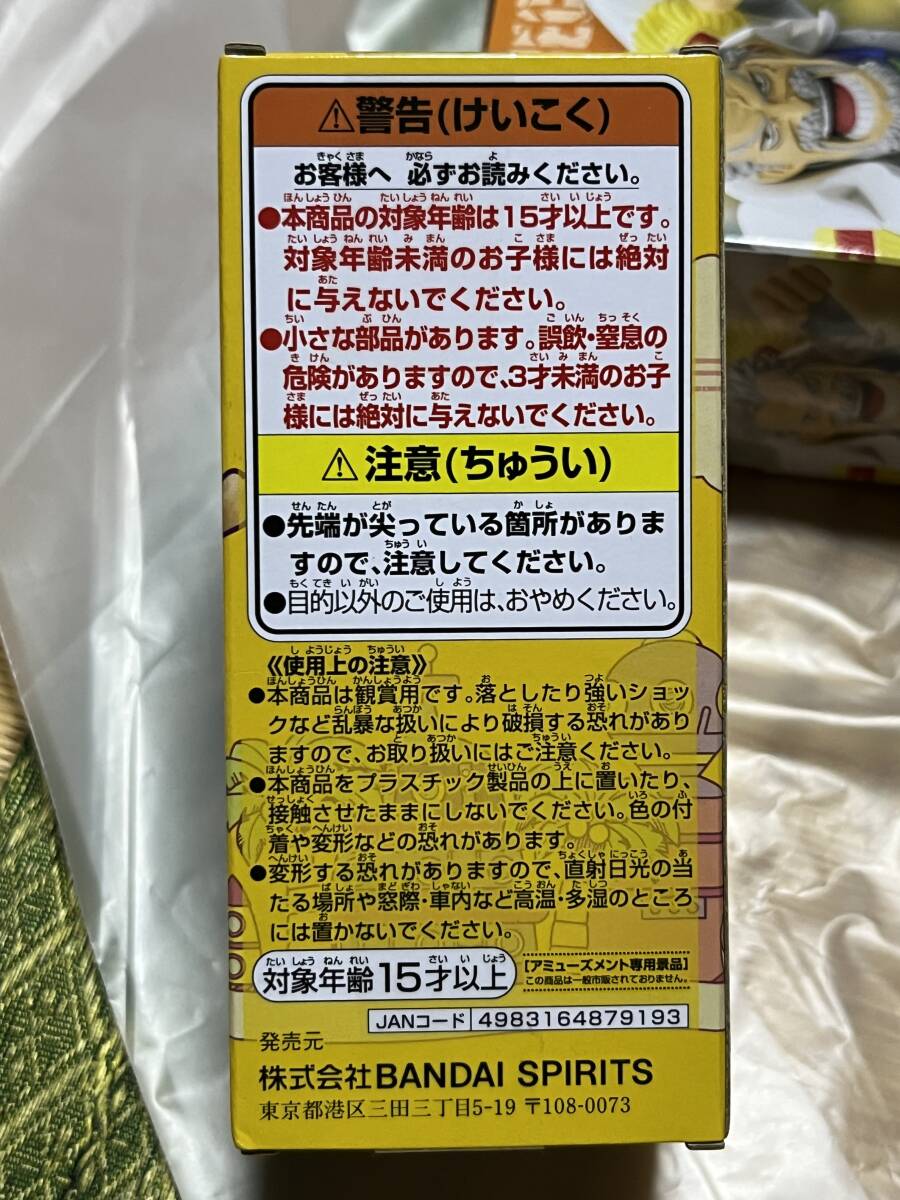 ⚠警告(けいこく)
お客様へ 必ずお読みください。
●本商品の対象年齢は15才以上です。
対象年齢未満のお子様には絶対
に与えないでください。
●小さな部品があります。誤飲・窒息の
危険がありますので、3才未満のお子
様には絶対に与えないでください。
⚠注意(ちゅうい)
●先端が尖っている箇所がありま
すので、注意してください。
●目的以外のご使用は、おやめください。
《使用上の注意》
●本商品は観賞用です。落としたり強いショッ
クなど乱暴な扱いにより破損する恐れがあり
ますので、お取り扱いにはご注意ください。
●本商品をプラスチック製品の上に置いたり、
接触させたままにしないでください。色の付
着や変形などの恐れがあります。
●変形する恐れがありますので、直射日光の当
たる場所や窓際・車内など高温・多湿のところ
には置かないでください。
対象年齢15才以上
【アミューズメント専用景品】
この商品は一般市販されておりません。
JANコード 4983164879193
発売元
株式会社BANDAI SPIRITS
東京都港区三田三丁目5-19 〒108-0073